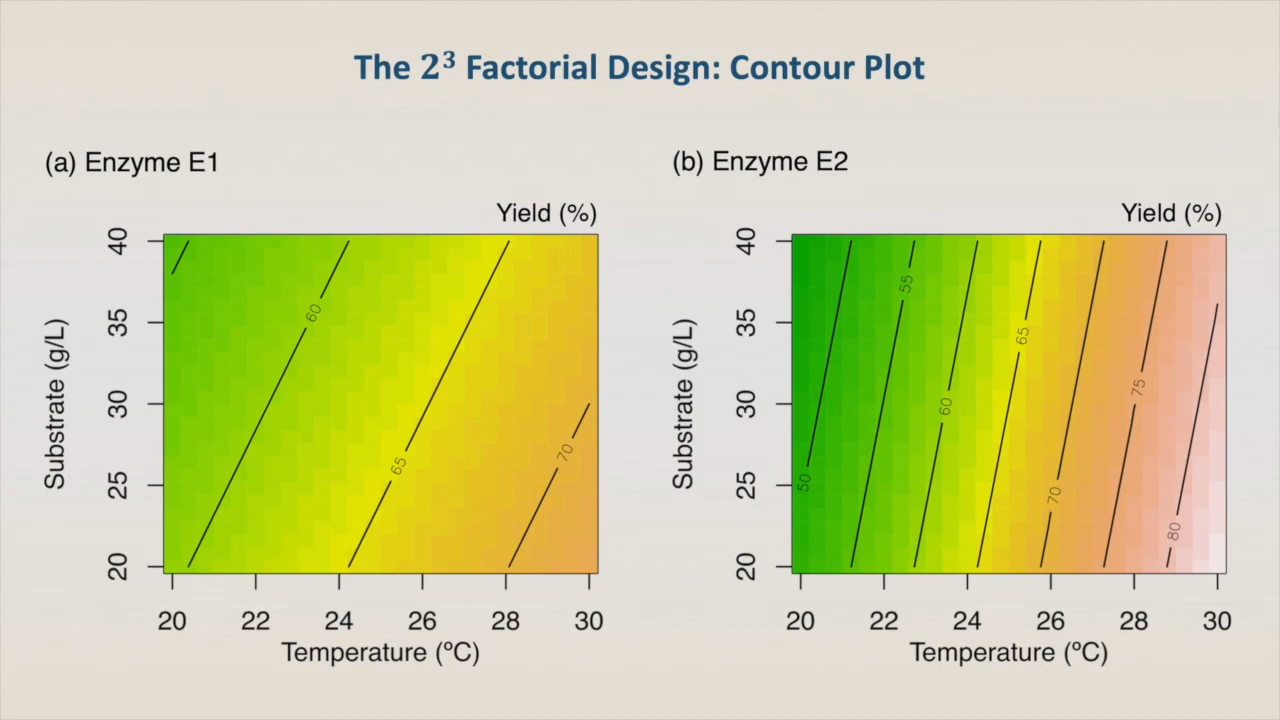 The 2³ Factorial Design: Contour Plot
(a) Enzyme E1
Yield (%)
40
35
30
25
20
Substrate (g/L)
60
65
70
20 22 24 26 28 30
Temperature (ºC)
(b) Enzyme E2
Yield (%)
40
35
30
25
20
Substrate (g/L)
50
55
60
65
70
75
80
20 22 24 26 28 30
Temperature (ºC)